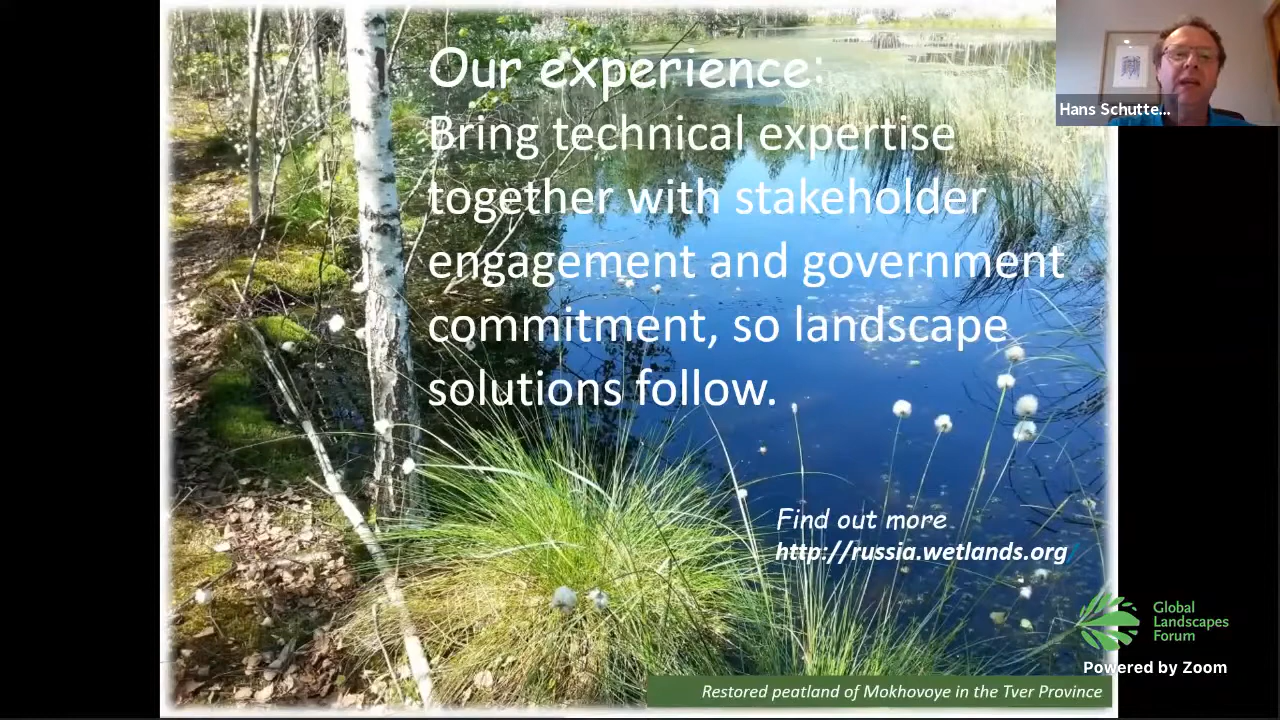 Our experience:
Bring technical expertise
together with stakeholder
engagement and government
commitment, so landscape
solutions follow.
Hans Schutte...
Find out more
http://russia.wetlands.org/
Global
Landscapes
Forum
Powered by Zoom
Restored peatland of Mokhovoye in the Tver Province